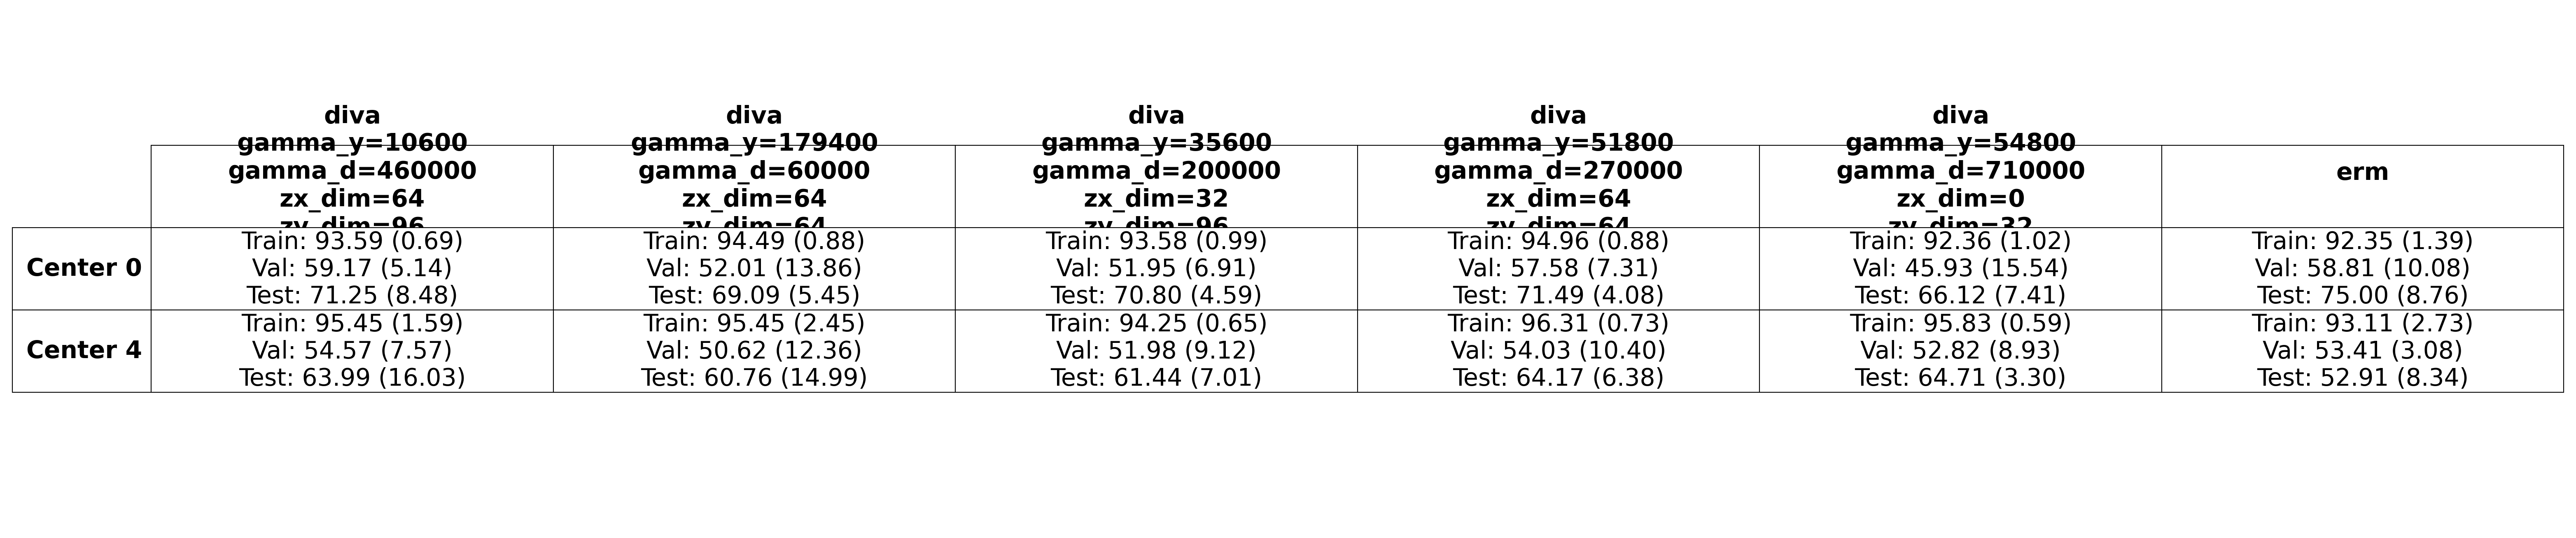 diva
gamma_y=10600
gamma_d=460000
zx_dim=64
zy_dim=96
diva
gamma_y=179400
gamma_d=60000
zx_dim=64
zy_dim=64
diva
gamma_y=35600
gamma_d=200000
zx_dim=32
zy_dim=96
diva
gamma_y=51800
gamma_d=270000
zx_dim=64
zy_dim=64
diva
gamma_y=54800
gamma_d=710000
zx_dim=0
zy_dim=32
erm
Center 0
Train: 93.59 (0.69)
Val: 59.17 (5.14)
Test: 71.25 (8.48)
Train: 94.49 (0.88)
Val: 52.01 (13.86)
Test: 69.09 (5.45)
Train: 93.58 (0.99)
Val: 51.95 (6.91)
Test: 70.80 (4.59)
Train: 94.96 (0.88)
Val: 57.58 (7.31)
Test: 71.49 (4.08)
Train: 92.36 (1.02)
Val: 45.93 (15.54)
Test: 66.12 (7.41)
Train: 92.35 (1.39)
Val: 58.81 (10.08)
Test: 75.00 (8.76)
Center 4
Train: 95.45 (1.59)
Val: 54.57 (7.57)
Test: 63.99 (16.03)
Train: 95.45 (2.45)
Val: 50.62 (12.36)
Test: 60.76 (14.99)
Train: 94.25 (0.65)
Val: 51.98 (9.12)
Test: 61.44 (7.01)
Train: 96.31 (0.73)
Val: 54.03 (10.40)
Test: 64.17 (6.38)
Train: 95.83 (0.59)
Val: 52.82 (8.93)
Test: 64.71 (3.30)
Train: 93.11 (2.73)
Val: 53.41 (3.08)
Test: 52.91 (8.34)